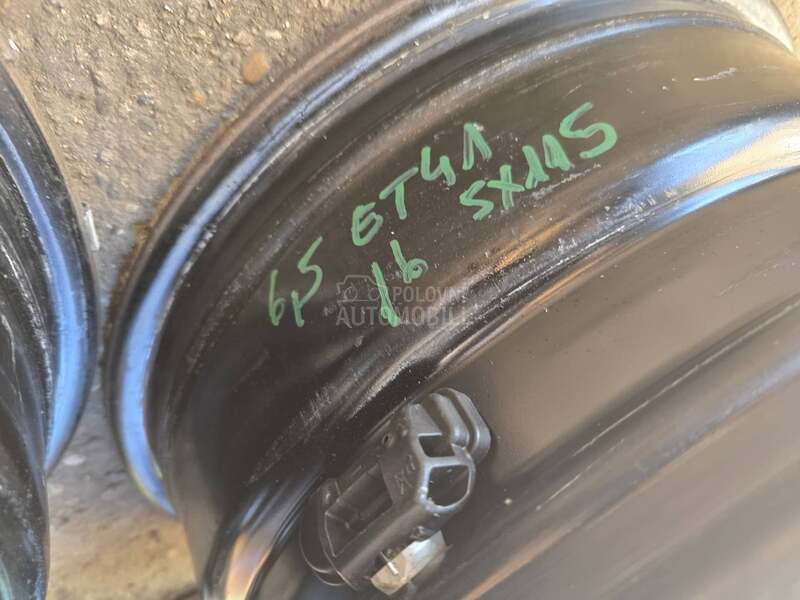 6,5 ET41 5X115
16
POLOVNI
AUTOMOBILI